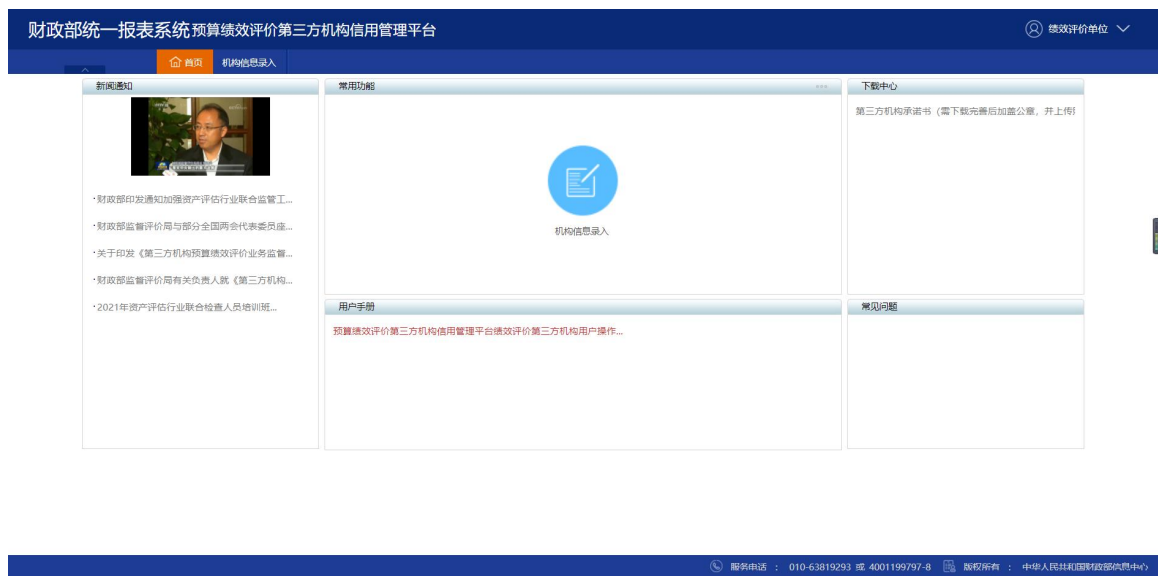 财政部统一报表系统预算绩效评价第三方机构信用管理平台
绩效评价单位
首页
机构信息录入
新闻通知
·财政部印发通知加强资产评估行业联合监管工...
·财政部监督评价局与部分全国两会代表委员座...
·关于印发《第三方机构预算绩效评价业务监督...
·财政部监督评价局有关负责人就《第三方机构...
·2021年资产评估行业联合检查人员培训班...
常用功能
机构信息录入
用户手册
预算绩效评价第三方机构信用管理平台绩效评价第三方机构用户操作...
下载中心
第三方机构承诺书（需下载完善后加盖公章，并上传
常见问题
服务电话 ： 010-63819293 或 4001199797-8 版权所有 ： 中华人民共和国财政部信息中心